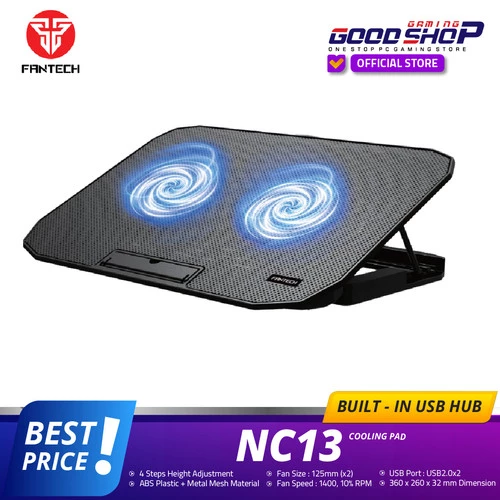 FANTECH
GAMING
GOODSHOP
ONE STOP PC GAMING STORE
OFFICIAL STORE
FANTECH
BUILT - IN USB HUB
BEST
PRICE!
NC13 COOLING PAD
4 Steps Height Adjustment
ABS Plastic + Metal Mesh Material
Fan Size : 125mm (x2)
Fan Speed : 1400, 10% RPM
USB Port : USB2.0x2
360 x 260 x 32 mm Dimension